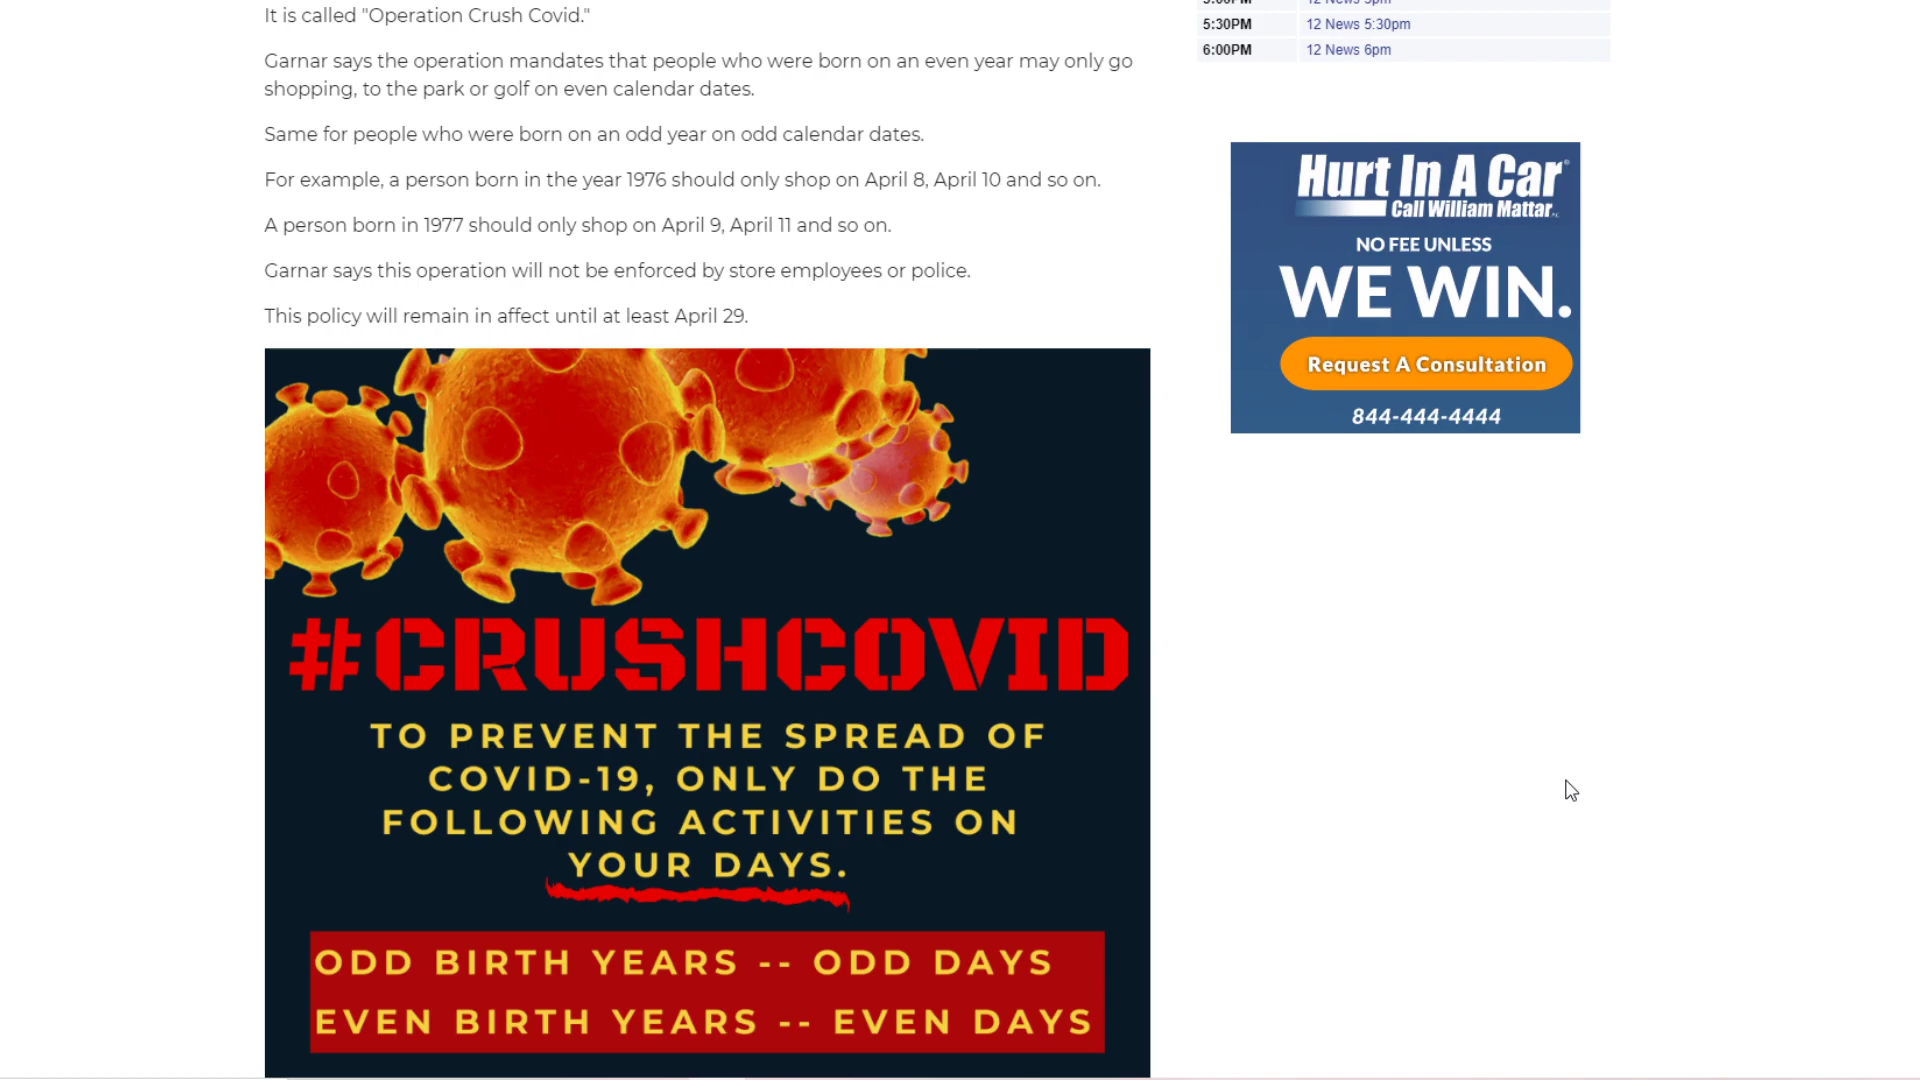 It is called "Operation Crush Covid."
Garnar says the operation mandates that people who were born on an even year may only go
shopping, to the park or golf on even calendar dates.
Same for people who were born on an odd year on odd calendar dates.
For example, a person born in the year 1976 should only shop on April 8, April 10 and so on.
A person born in 1977 should only shop on April 9, April 11 and so on.
Garnar says this operation will not be enforced by store employees or police.
This policy will remain in affect until at least April 29.
#CRUSHCOVID
TO PREVENT THE SPREAD OF
COVID-19, ONLY DO THE
FOLLOWING ACTIVITIES ON
YOUR DAYS.
ODD BIRTH YEARS -- ODD DAYS
EVEN BIRTH YEARS -- EVEN DAYS
5:00PM 12 News 5pm
5:30PM 12 News 5:30pm
6:00PM 12 News 6pm
Hurt In A Car®
Call William Mattar
NO FEE UNLESS
WE WIN.
Request A Consultation
844-444-4444